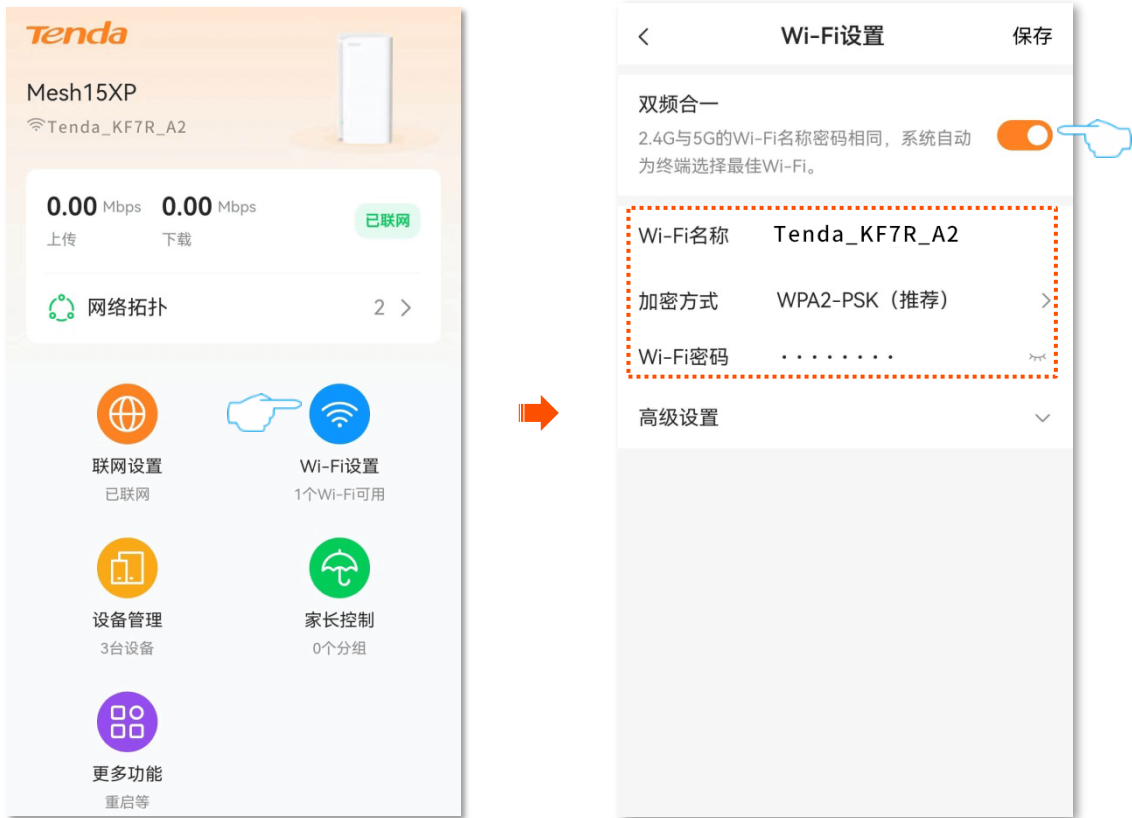 Tenda
Mesh15XP
Tenda_KF7R_A2
0.00 Mbps 0.00 Mbps
上传 下载
已联网
网络拓扑 2
联网设置 Wi-Fi设置
已联网 1个Wi-Fi可用
设备管理 家长控制
3台设备 0个分组
更多功能
重启等
Wi-Fi设置 保存
双频合一
2.4G与5G的Wi-Fi名称密码相同，系统自动
为终端选择最佳Wi-Fi。
Wi-Fi名称 Tenda_KF7R_A2
加密方式 WPA2-PSK（推荐）
Wi-Fi密码 ········
高级设置